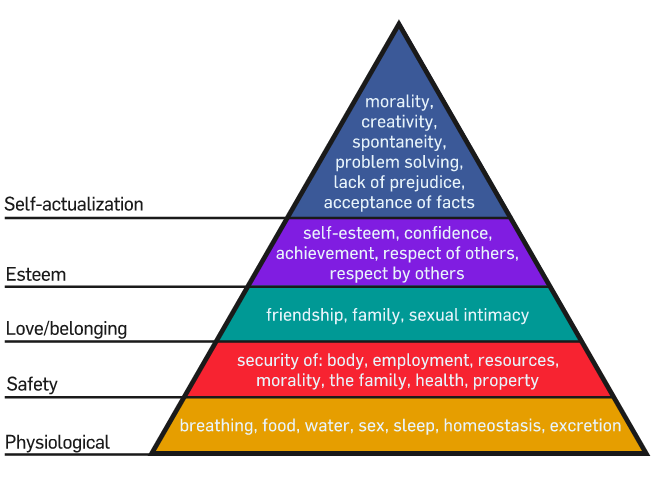 morality,
creativity,
spontaneity,
problem solving,
lack of prejudice,
acceptance of facts
Self-actualization
self-esteem, confidence,
achievement, respect of others,
respect by others
Esteem
friendship, family, sexual intimacy
Love/belonging
security of: body, employment, resources,
morality, the family, health, property
Safety
breathing, food, water, sex, sleep, homeostasis, excretion
Physiological